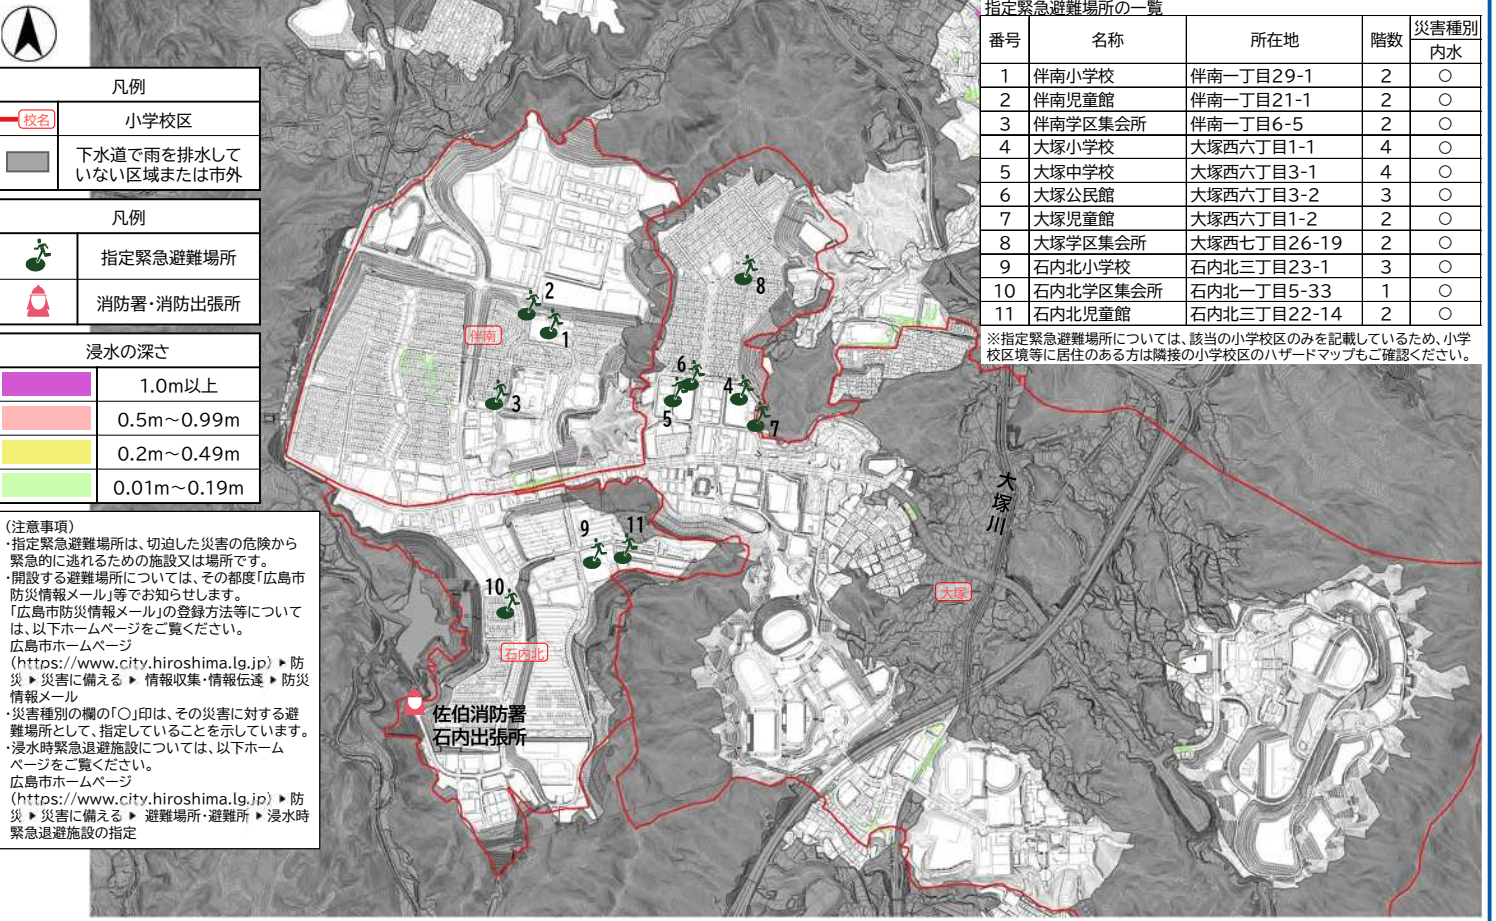 凡例
校名
小学校区
下水道で雨を排水して
いない区域または市外
凡例
指定緊急避難場所
消防署・消防出張所
浸水の深さ
1.0m以上
0.5m～0.99m
0.2m～0.49m
0.01m～0.19m
(注意事項)
・指定緊急避難場所は、切迫した災害の危険から
緊急的に逃れるための施設又は場所です。
・開設する避難場所については、その都度「広島市
防災情報メール」等でお知らせします。
「広島市防災情報メール」の登録方法等について
は、以下ホームページをご覧ください。
広島市ホームページ
(https://www.city.hiroshima.lg.jp)▶防
災▶災害に備える▶ 情報収集・情報伝達▶防災
情報メール
・災害種別の欄の「○」印は、その災害に対する避
難場所として、指定していることを示しています。
・浸水時緊急退避施設については、以下ホーム
ページをご覧ください。
広島市ホームページ
(https://www.city.hiroshima.lg.jp)▶防
災▶災害に備える▶ 避難場所・避難所▶浸水時
緊急退避施設の指定
指定緊急避難場所の一覧
番号 名称 所在地 階数 災害種別
内水
1 伴南小学校 伴南一丁目29-1 2 ○
2 伴南児童館 伴南一丁目21-1 2 ○
3 伴南学区集会所 伴南一丁目6-5 2 ○
4 大塚小学校 大塚西六丁目1-1 4 ○
5 大塚中学校 大塚西六丁目3-1 4 ○
6 大塚公民館 大塚西六丁目3-2 3 ○
7 大塚児童館 大塚西六丁目1-2 2 ○
8 大塚学区集会所 大塚西七丁目26-19 2 ○
9 石内北小学校 石内北三丁目23-1 3 ○
10 石内北学区集会所 石内北一丁目5-33 1 ○
11 石内北児童館 石内北三丁目22-14 2 ○
※指定緊急避難場所については、該当の小学校区のみを記載しているため、小学
校区境等に居住のある方は隣接の小学校区のハザードマップもご確認ください。
8
2
1
伴南
6
4
3
5
7
大塚川
9
11
10
大塚
石内北
佐伯消防署
石内出張所